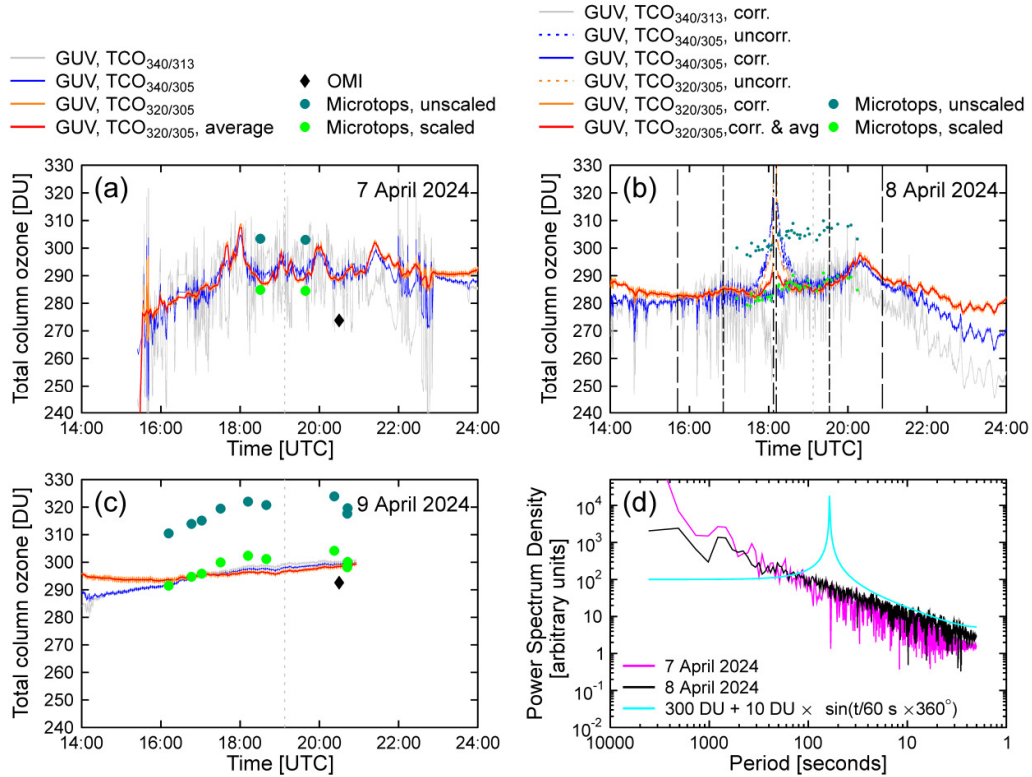 GUV, TCO340/313
GUV, TCO340/305
GUV, TCO320/305
GUV, TCO320/305, average
OMI
Microtops, unscaled
Microtops, scaled
GUV, TCO340/313, corr.
GUV, TCO340/305, uncorr.
GUV, TCO340/305, corr.
GUV, TCO320/305, uncorr.
GUV, TCO320/305, corr.
GUV, TCO320/305,corr. & avg
Microtops, unscaled
Microtops, scaled
(a)
7 April 2024
Total column ozone [DU]
330
320
310
300
290
280
270
260
250
240
14:00 16:00 18:00 20:00 22:00 24:00
Time [UTC]
(b)
8 April 2024
Total column ozone [DU]
330
320
310
300
290
280
270
260
250
240
14:00 16:00 18:00 20:00 22:00 24:00
Time [UTC]
(c)
9 April 2024
Total column ozone [DU]
330
320
310
300
290
280
270
260
250
240
14:00 16:00 18:00 20:00 22:00 24:00
Time [UTC]
(d)
Power Spectrum Density
[arbitrary units]
10^4
10^3
10^2
10^1
1
10^-1
10^-2
7 April 2024
8 April 2024
300 DU + 10 DU × sin(t/60 s ×360°)
10000 1000 100 10 1
Period [seconds]